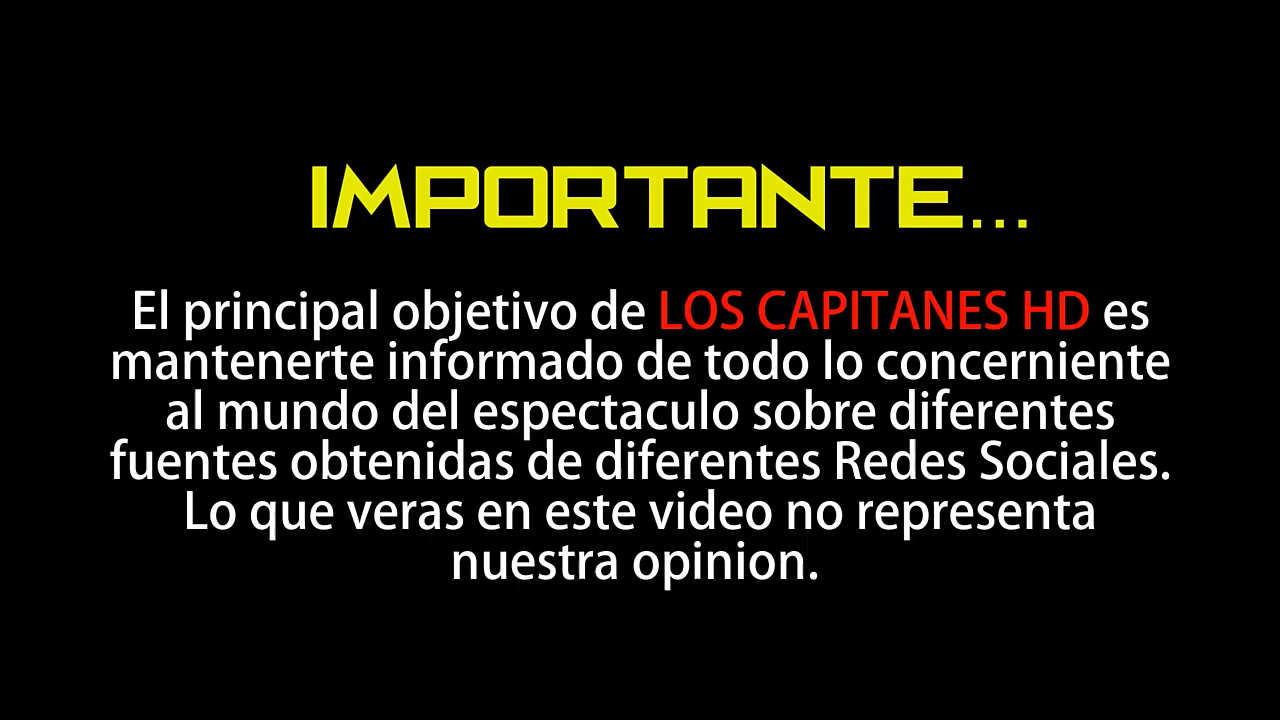 IMPORTANTE...
El principal objetivo de LOS CAPITANES HD es
mantenerte informado de todo lo concerniente
al mundo del espectaculo sobre diferentes
fuentes obtenidas de diferentes Redes Sociales.
Lo que veras en este video no representa
nuestra opinion.